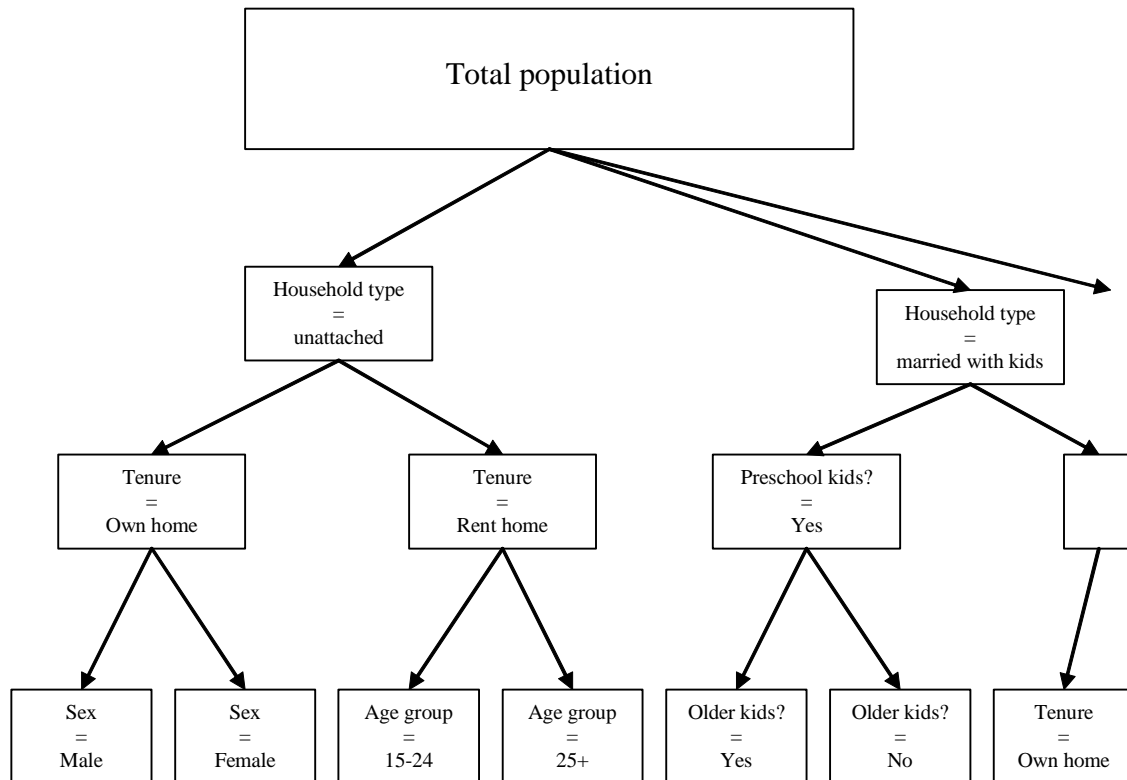 Total population
Household type
=
unattached
Household type
=
married with kids
Tenure
=
Own home
Tenure
=
Rent home
Preschool kids?
=
Yes
Sex
=
Male
Sex
=
Female
Age group
=
15-24
Age group
=
25+
Older kids?
=
Yes
Older kids?
=
No
Tenure
=
Own home